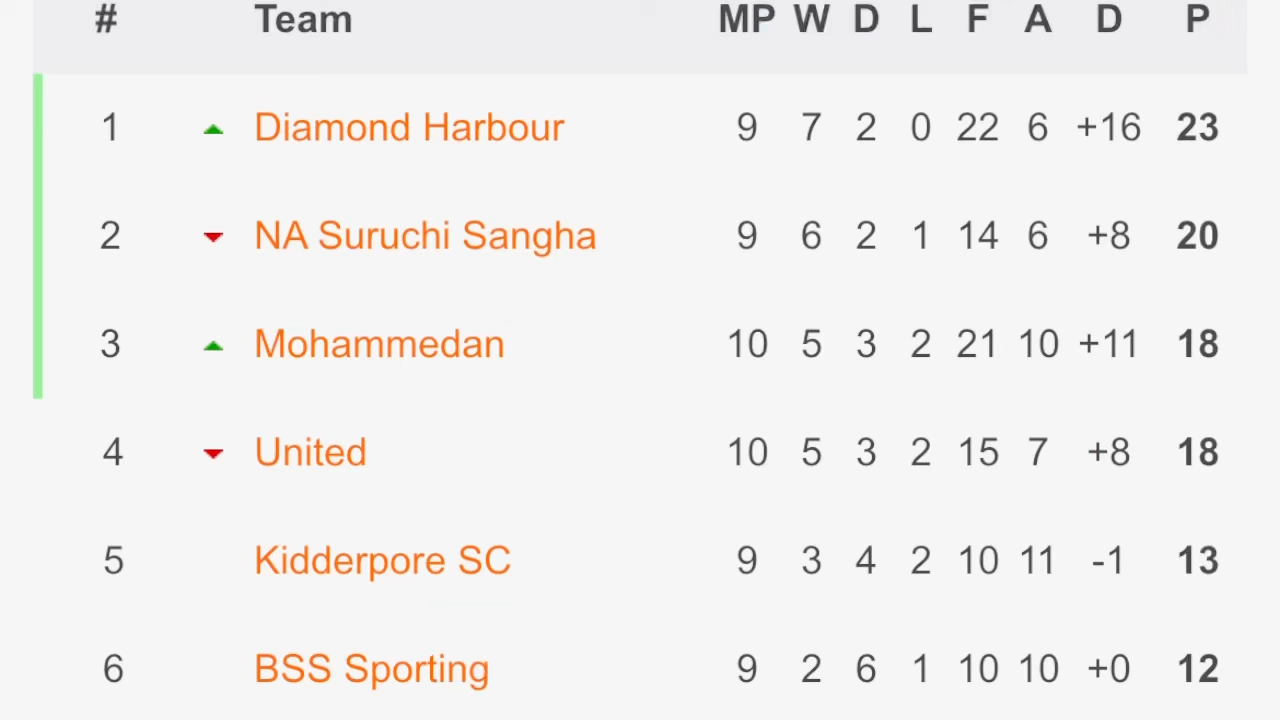 # Team MP W D L F A D P
1 Diamond Harbour 9 7 2 0 22 6 +16 23
2 NA Suruchi Sangha 9 6 2 1 14 6 +8 20
3 Mohammedan 10 5 3 2 21 10 +11 18
4 United 10 5 3 2 15 7 +8 18
5 Kidderpore SC 9 3 4 2 10 11 -1 13
6 BSS Sporting 9 2 6 1 10 10 +0 12